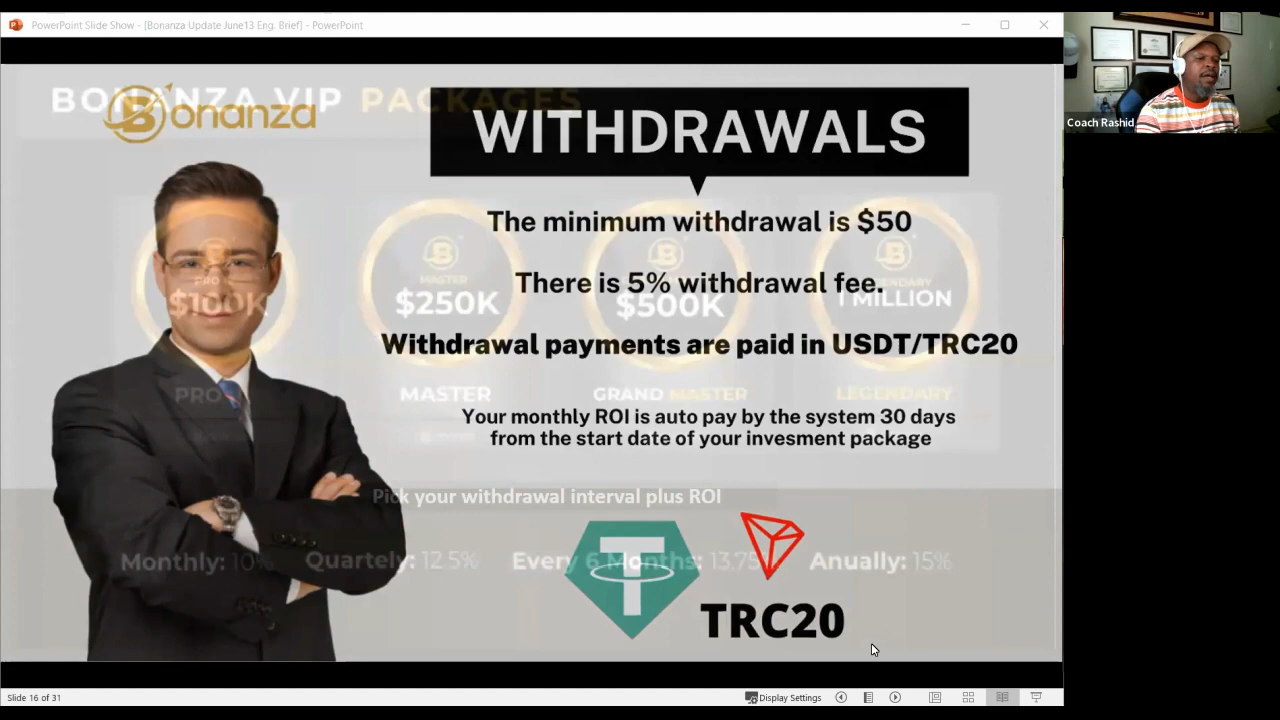 PowerPoint Slide Show - [Bonanza Update June13 Eng. Brief] - PowerPoint
BONANZA VIP PACKAGES
Bonanza
WITHDRAWALS
The minimum withdrawal is $50
There is 5% withdrawal fee.
$100K
$250K
$500K
1 MILLION
Withdrawal payments are paid in USDT/TRC20
PRO
MASTER
GRAND MASTER
LEGENDARY
Your monthly ROI is auto pay by the system 30 days
from the start date of your invesment package
Pick your withdrawal interval plus ROI
Monthly: 10% Quartely: 12.5% Every 6 Months: 13.75 Anually: 15%
TRC20
Coach Rashid
Slide 16 of 31
Display Settings